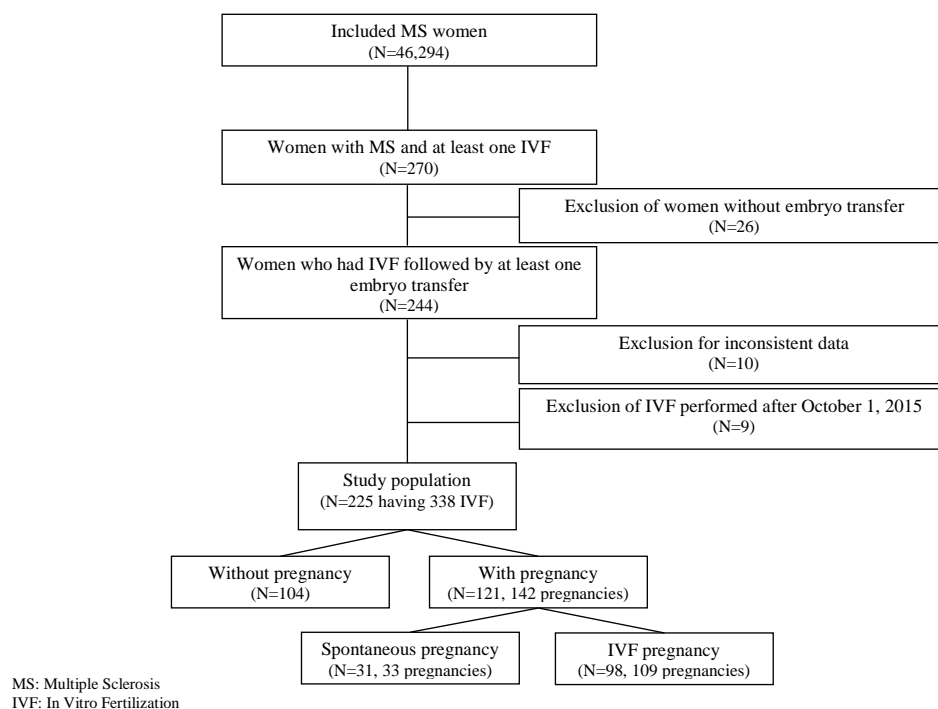 Included MS women
(N=46,294)
Women with MS and at least one IVF
(N=270)
Exclusion of women without embryo transfer
(N=26)
Women who had IVF followed by at least one
embryo transfer
(N=244)
Exclusion for inconsistent data
(N=10)
Exclusion of IVF performed after October 1, 2015
(N=9)
Study population
(N=225 having 338 IVF)
Without pregnancy
(N=104)
With pregnancy
(N=121, 142 pregnancies)
Spontaneous pregnancy
(N=31, 33 pregnancies)
IVF pregnancy
(N=98, 109 pregnancies)
MS: Multiple Sclerosis
IVF: In Vitro Fertilization